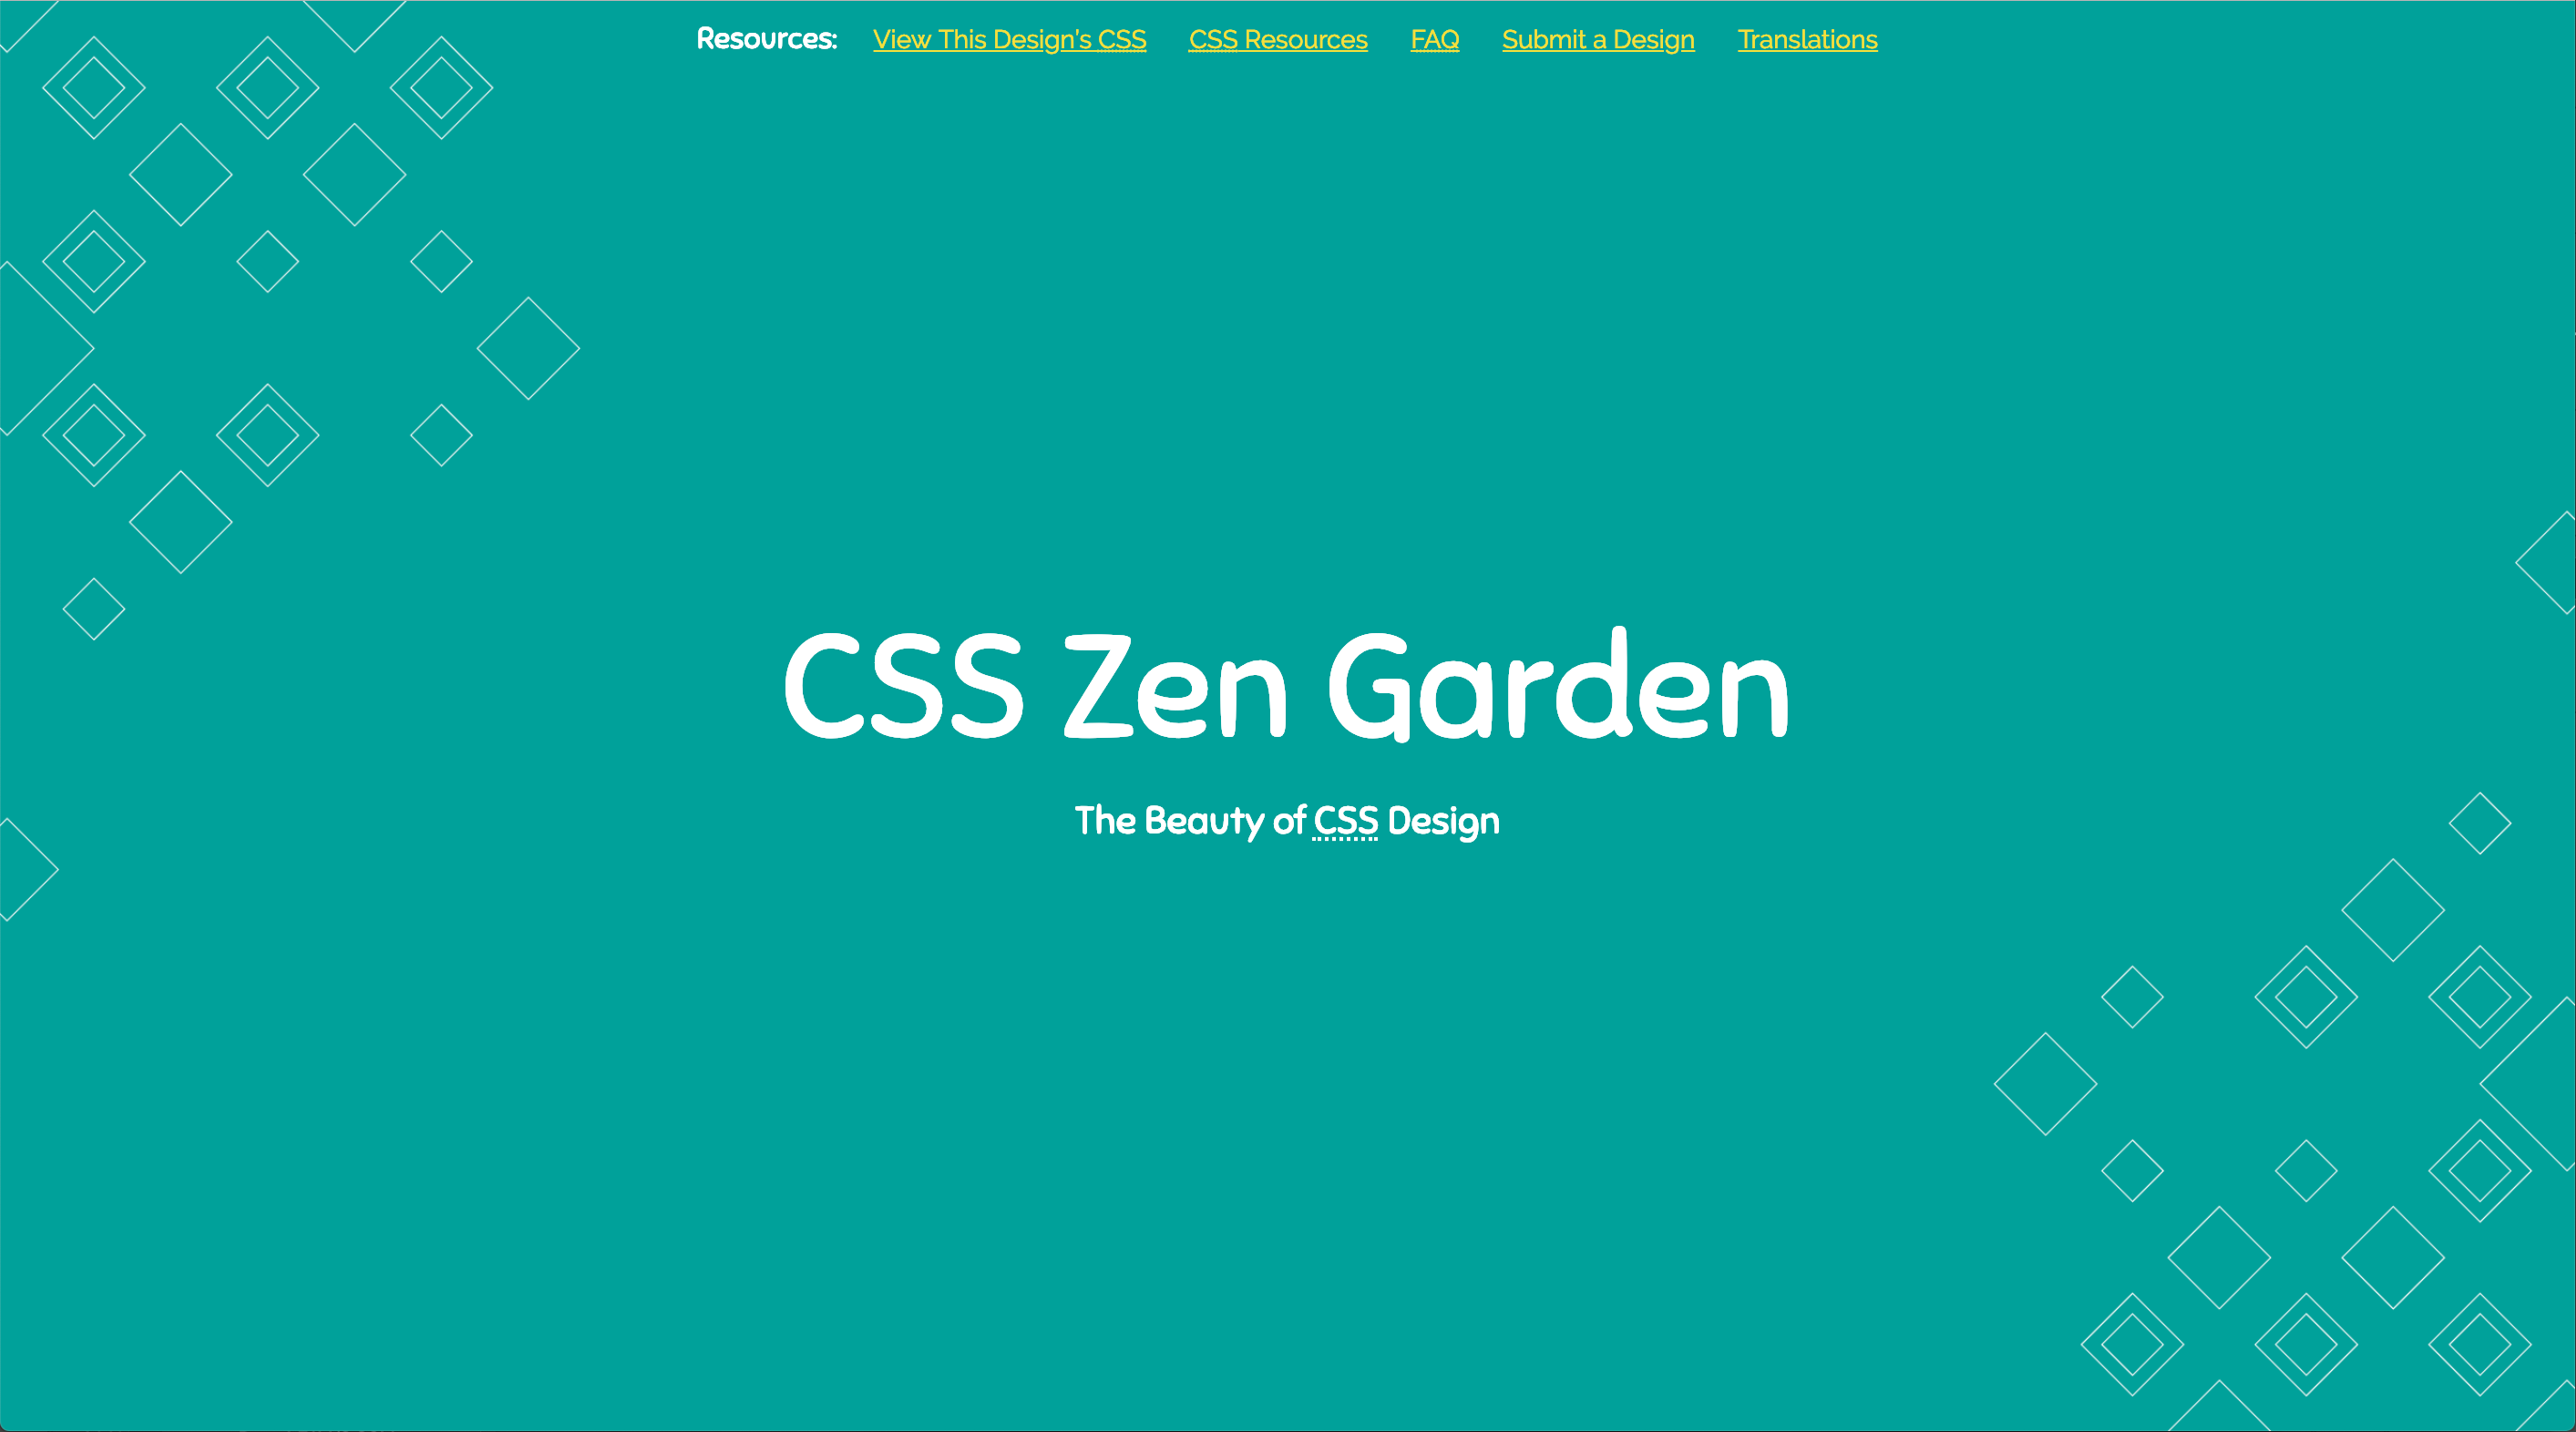 Resources: View This Design’s CSS CSS Resources FAQ Submit a Design Translations
CSS Zen Garden
The Beauty of CSS Design